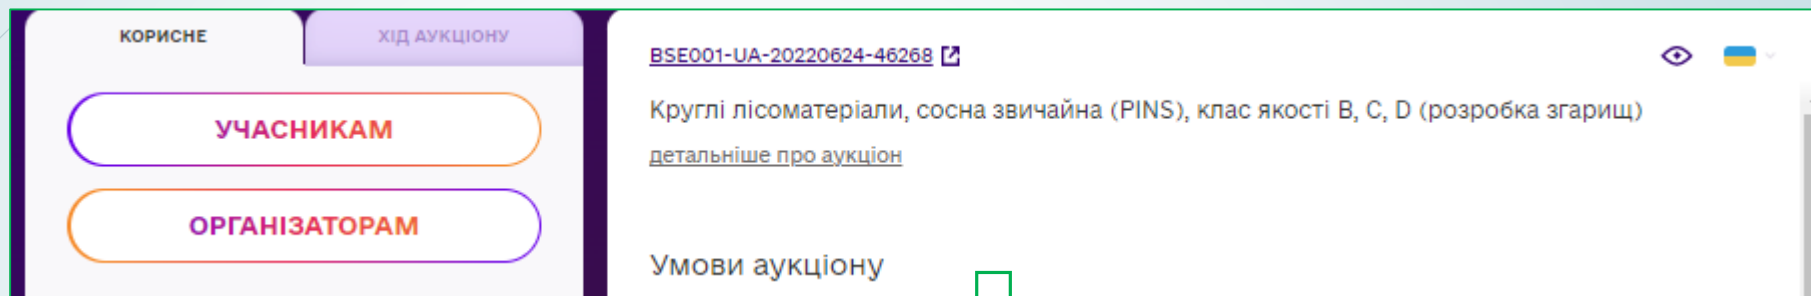 КОРИСНЕ
ХІД АУКЦІОНУ
УЧАСНИКАМ
ОРГАНІЗАТОРАМ
BSE001-UA-20220624-46268
Круглі лісоматеріали, сосна звичайна (PINS), клас якості В, С, D (розробка згарищ)
детальніше про аукціон
Умови аукціону